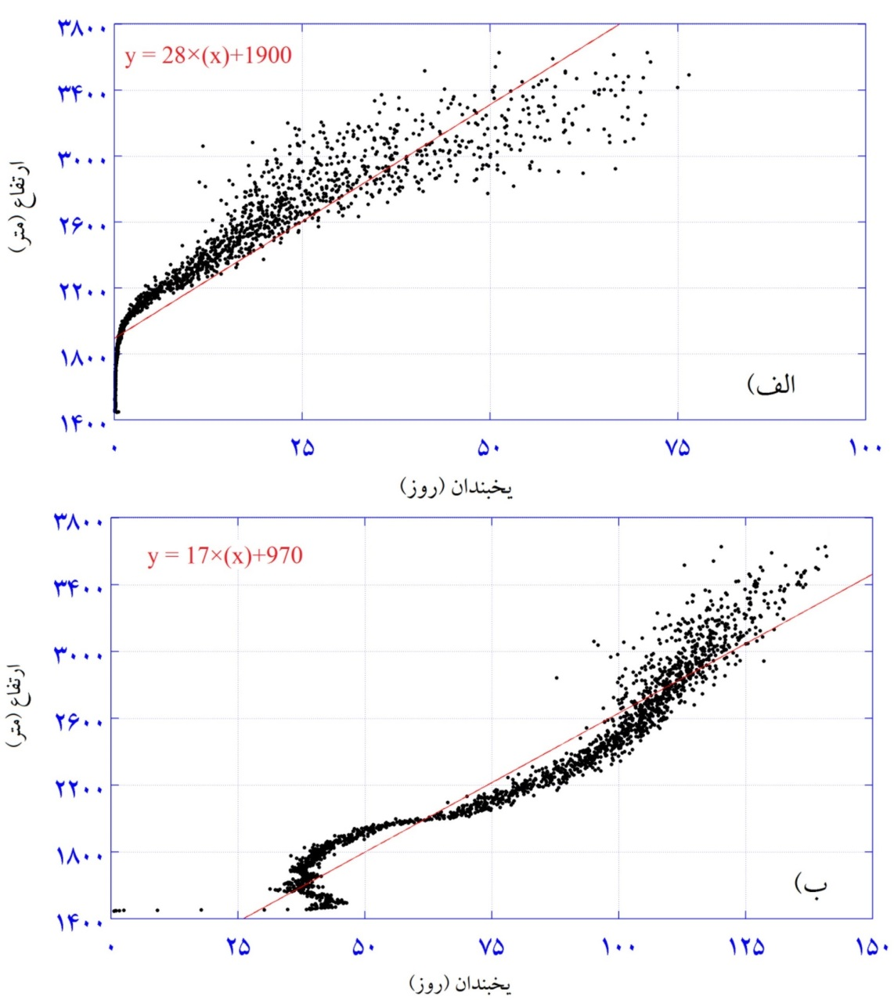 y = 28×(x)+1900
۳۸۰۰
۳۴۰۰
۳۰۰۰
۲۶۰۰
۲۲۰۰
۱۸۰۰
۱۴۰۰
ارتفاع (متر)
الف)
۰ ۲۵ ۵۰ ۷۵ ۱۰۰
یخبندان (روز)
y = 17×(x)+970
۳۸۰۰
۳۴۰۰
۳۰۰۰
۲۶۰۰
۲۲۰۰
۱۸۰۰
۱۴۰۰
ارتفاع (متر)
ب)
۰ ۲۵ ۵۰ ۷۵ ۱۰۰ ۱۲۵ ۱۵۰
یخبندان (روز)